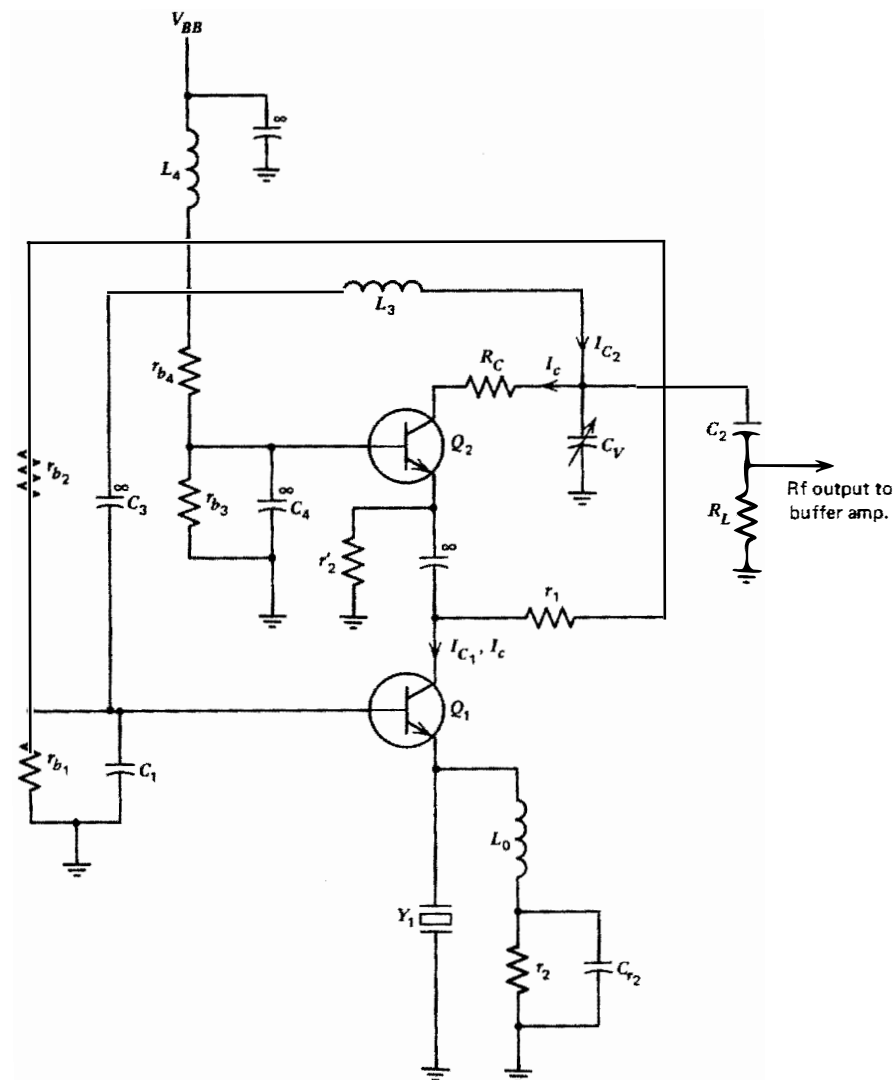 V_BB
∞
L_4
L_3
I_C2
r_b4
R_C
I_c
C_2
Q_2
C_V
Rf output to
buffer amp.
R_L
r_b2
∞
C_3
r_b3
∞
C_4
r'_2
∞
r_1
I_C1, I_c
Q_1
r_b1
C_1
L_0
Y_1
r_2
C_r2